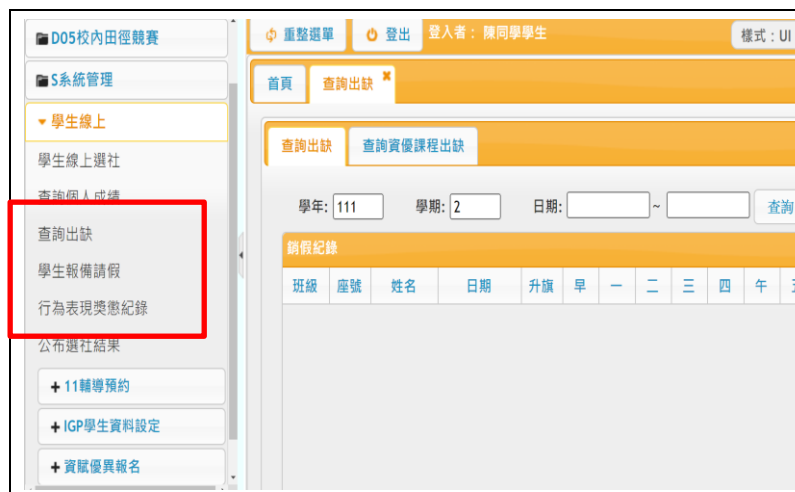 D05校內田徑競賽
S系統管理
學生線上
學生線上選社
查詢個人成績
查詢出缺
學生報備請假
行為表現獎懲紀錄
公布選社結果
11輔導預約
IGP學生資料設定
資賦優異報名
重整選單 登出 登入者： 陳同學學生 樣式：UI
首頁 查詢出缺
查詢出缺 查詢資優課程出缺
學年: 111 學期: 2 日期: ~ 查詢
銷假紀錄
班級 座號 姓名 日期 升旗 早 一 二 三 四 午